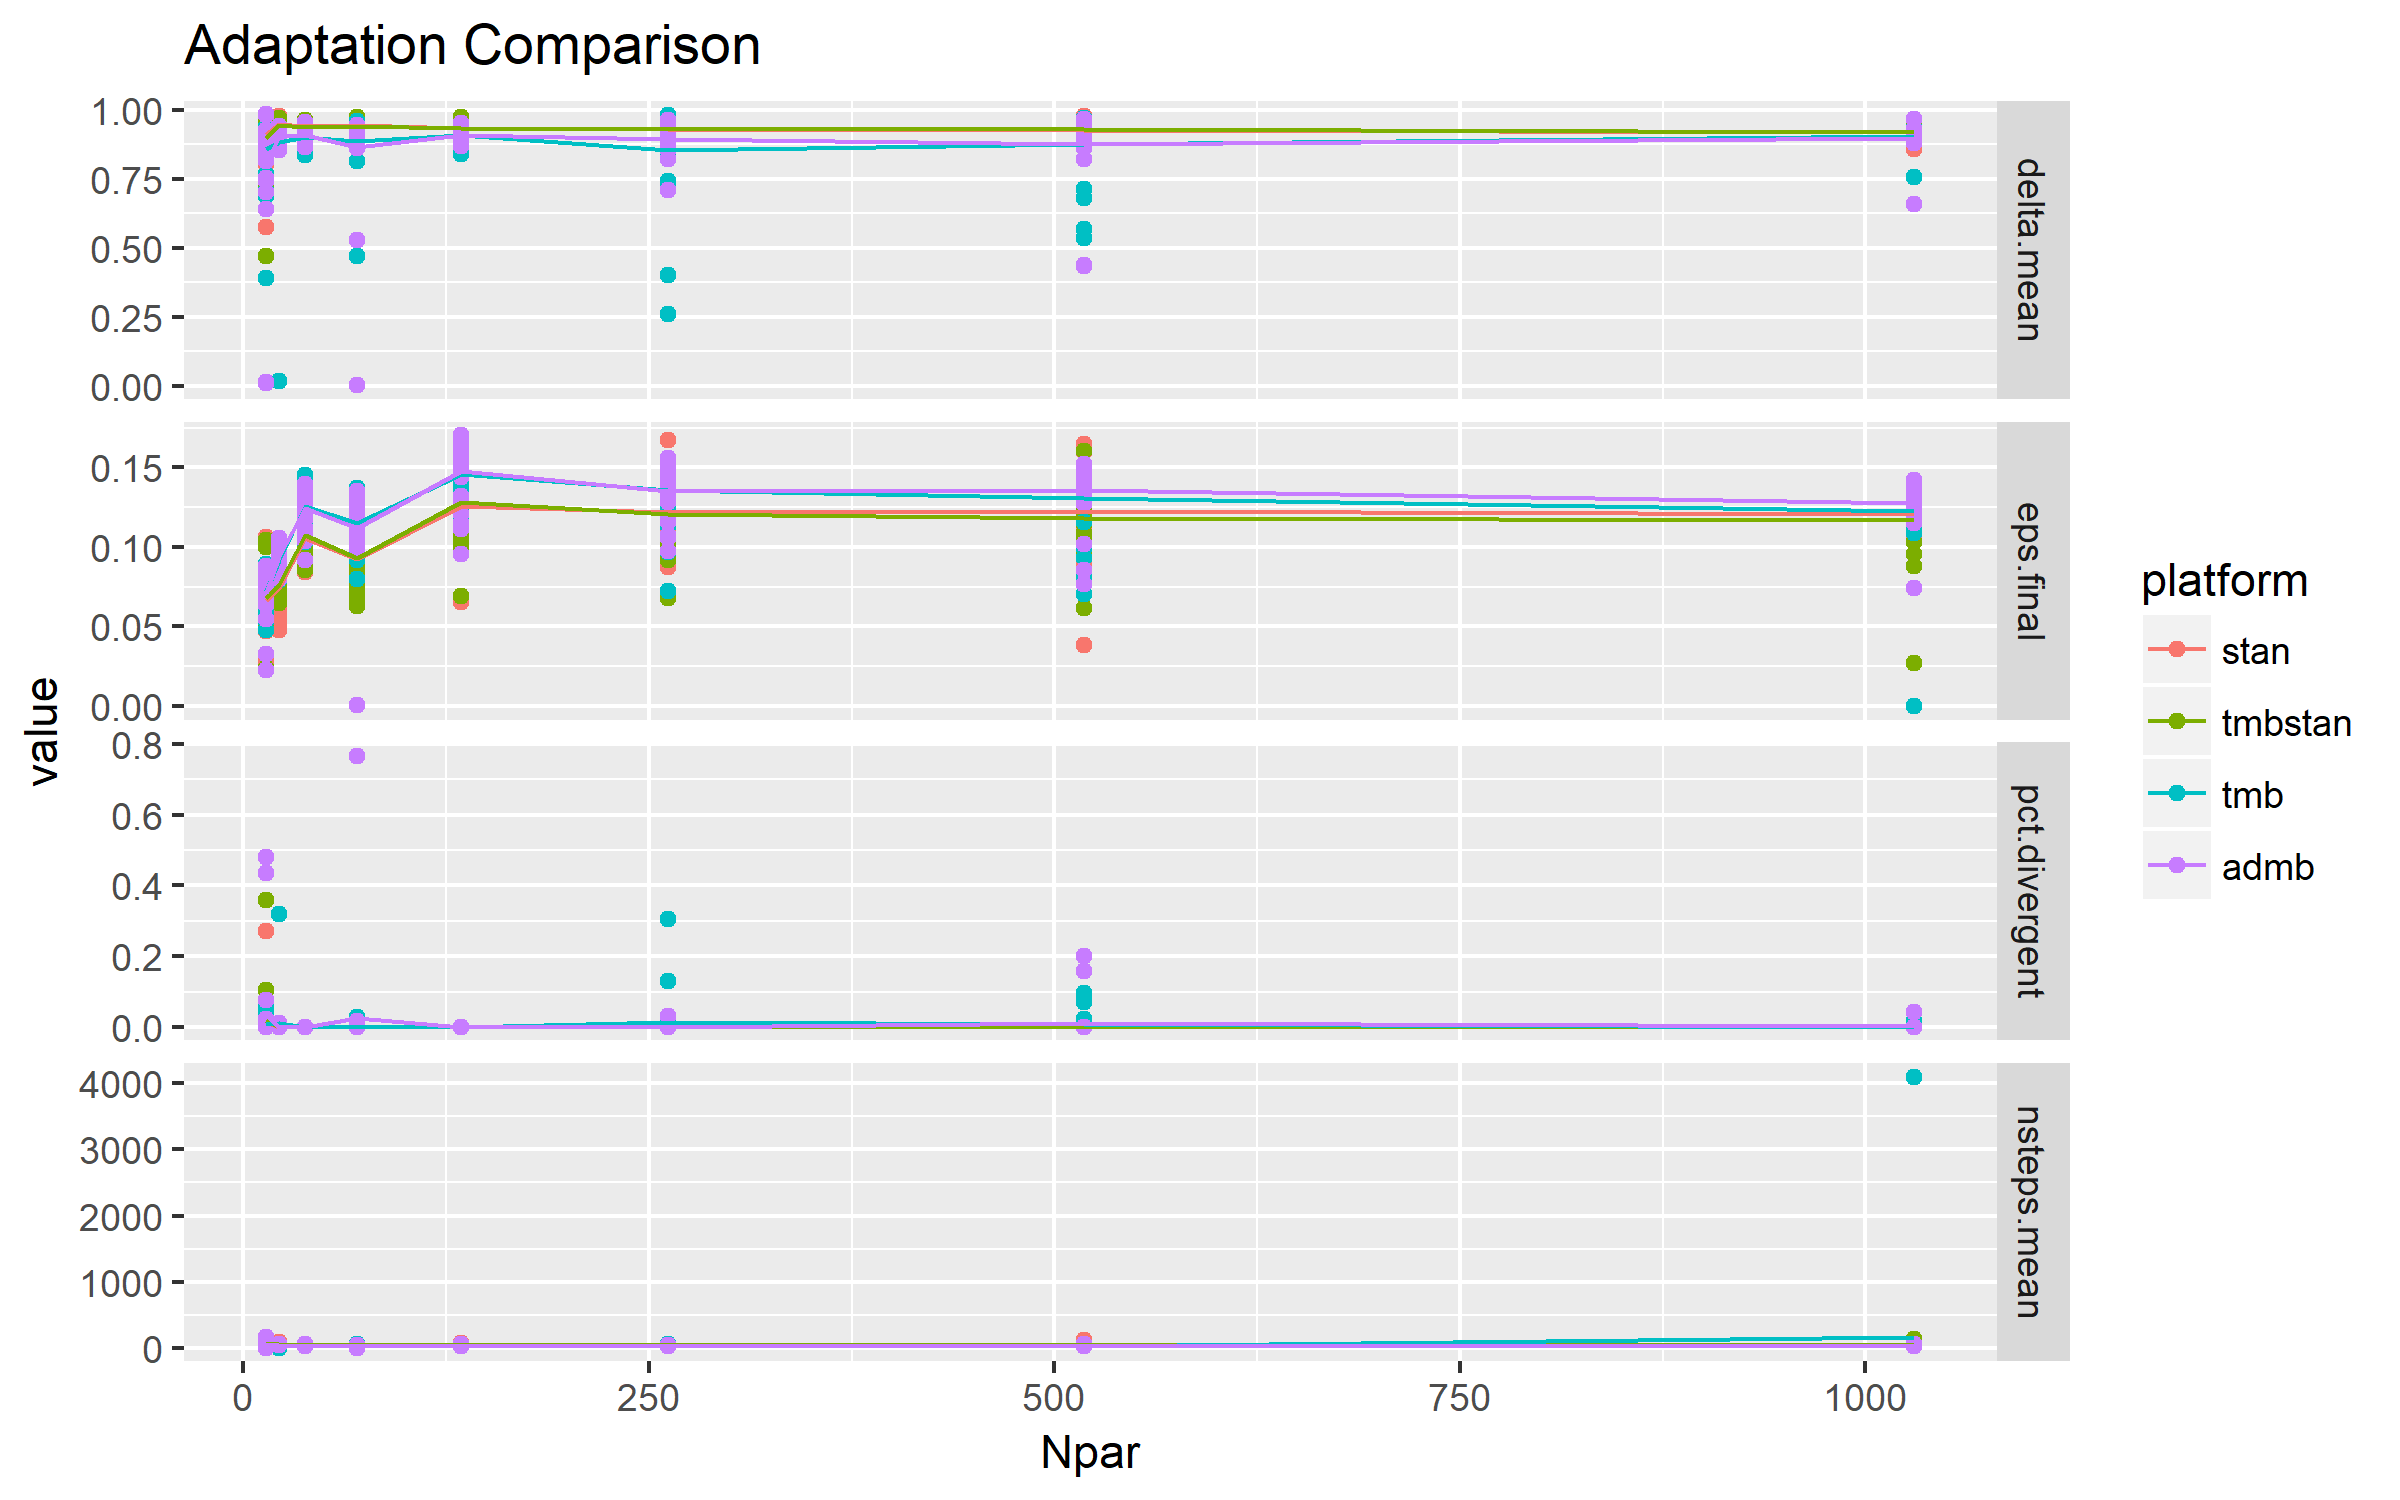 Adaptation Comparison
value
1.00
0.75
0.50
0.25
0.00
delta.mean
0.15
0.10
0.05
0.00
eps.final
0.8
0.6
0.4
0.2
0.0
pct.divergent
4000
3000
2000
1000
0
nsteps.mean
0 250 500 750 1000
Npar
platform
stan
tmbstan
tmb
admb